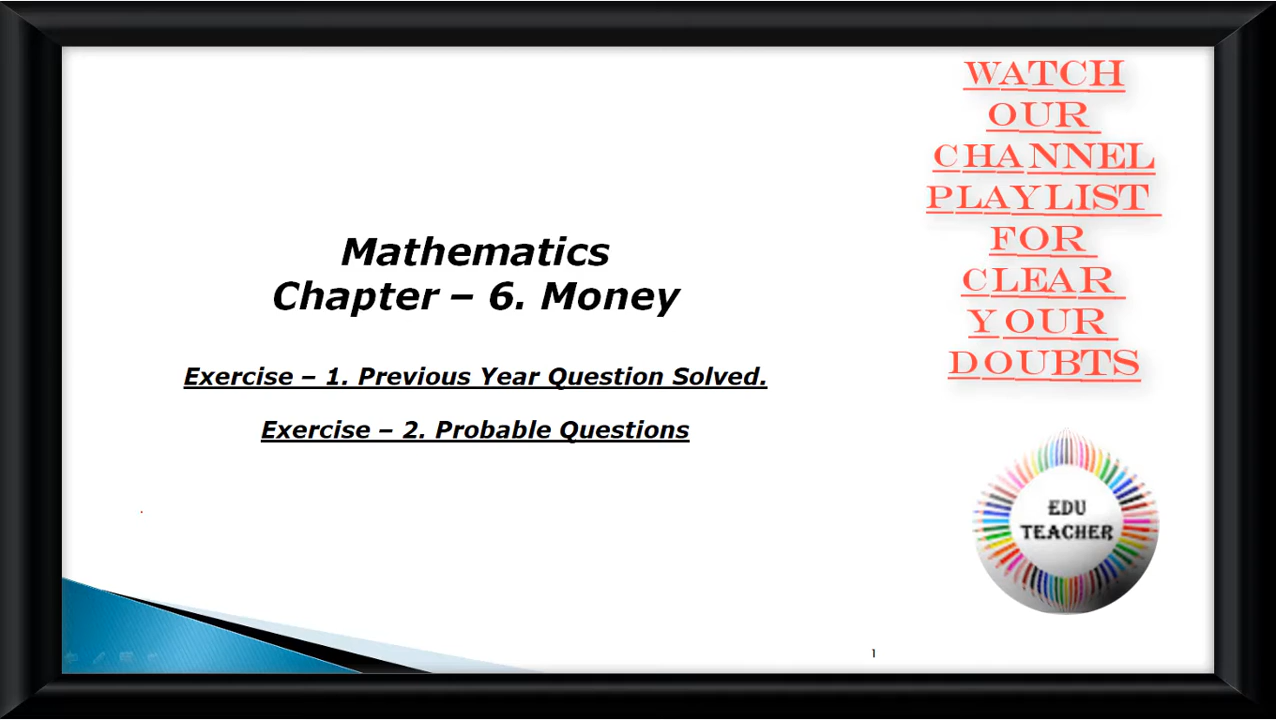 Mathematics
Chapter – 6. Money
Exercise – 1. Previous Year Question Solved.
Exercise – 2. Probable Questions
WATCH
OUR
CHANNEL
PLAYLIST
FOR
CLEAR
YOUR
DOUBTS
EDU
TEACHER
1